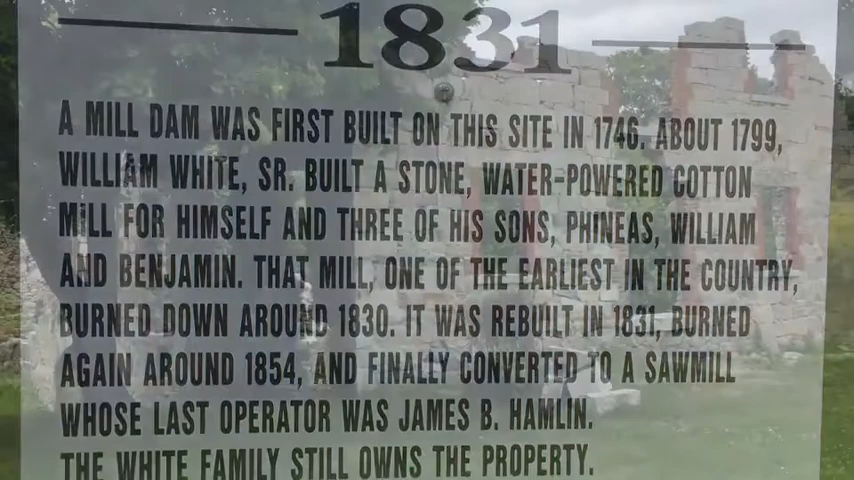 1831
A MILL DAM WAS FIRST BUILT ON THIS SITE IN 1746. ABOUT 1799,
WILLIAM WHITE, SR. BUILT A STONE, WATER-POWERED COTTON
MILL FOR HIMSELF AND THREE OF HIS SONS, PHINEAS, WILLIAM
AND BENJAMIN. THAT MILL, ONE OF THE EARLIEST IN THE COUNTRY,
BURNED DOWN AROUND 1830. IT WAS REBUILT IN 1831, BURNED
AGAIN AROUND 1854, AND FINALLY CONVERTED TO A SAWMILL
WHOSE LAST OPERATOR WAS JAMES B. HAMLIN.
THE WHITE FAMILY STILL OWNS THE PROPERTY.